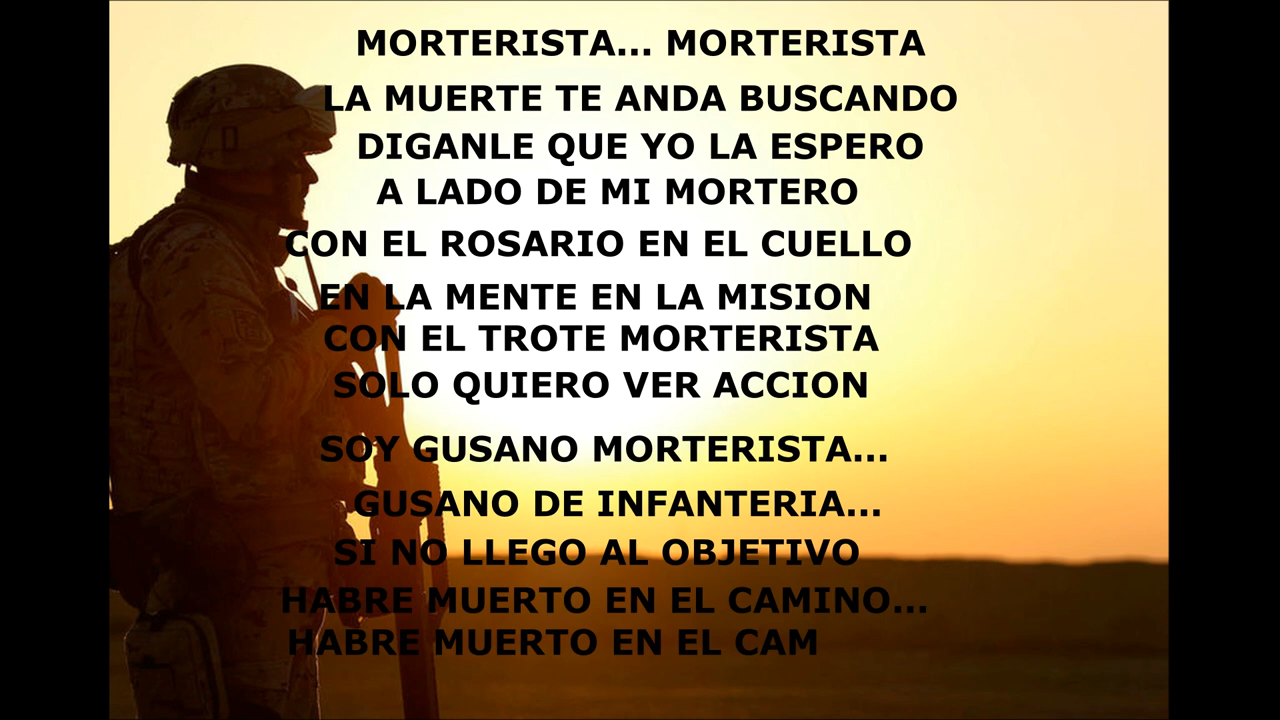 MORTERISTA... MORTERISTA
LA MUERTE TE ANDA BUSCANDO
DIGANLE QUE YO LA ESPERO
A LADO DE MI MORTERO
CON EL ROSARIO EN EL CUELLO
EN LA MENTE EN LA MISION
CON EL TROTE MORTERISTA
SOLO QUIERO VER ACCION
SOY GUSANO MORTERISTA...
GUSANO DE INFANTERIA...
SI NO LLEGO AL OBJETIVO
HABRE MUERTO EN EL CAMINO...
HABRE MUERTO EN EL CAM